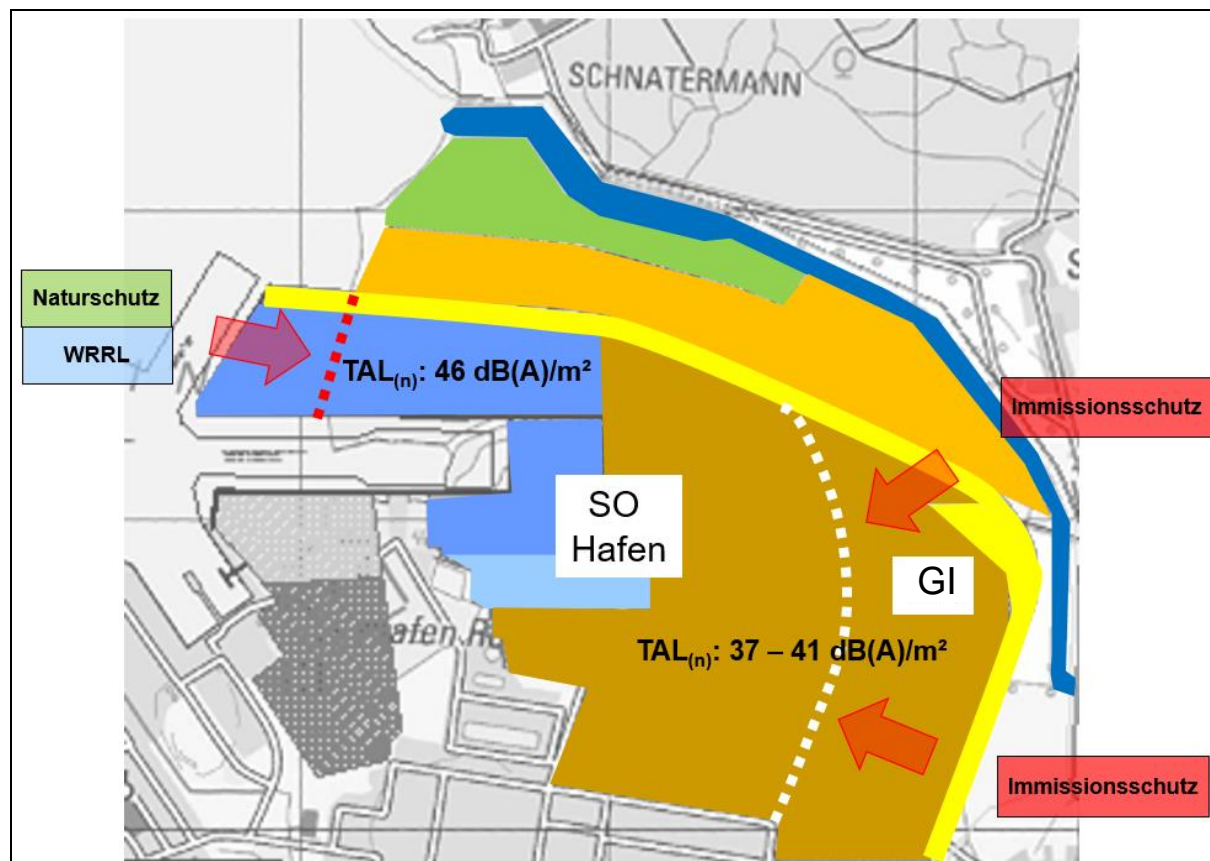 SCHNATERMANN
S
Naturschutz
WRRL
TAL(n): 46 dB(A)/m²
Immissionsschutz
SO
Hafen
GI
TAL(n): 37 – 41 dB(A)/m²
Immissionsschutz